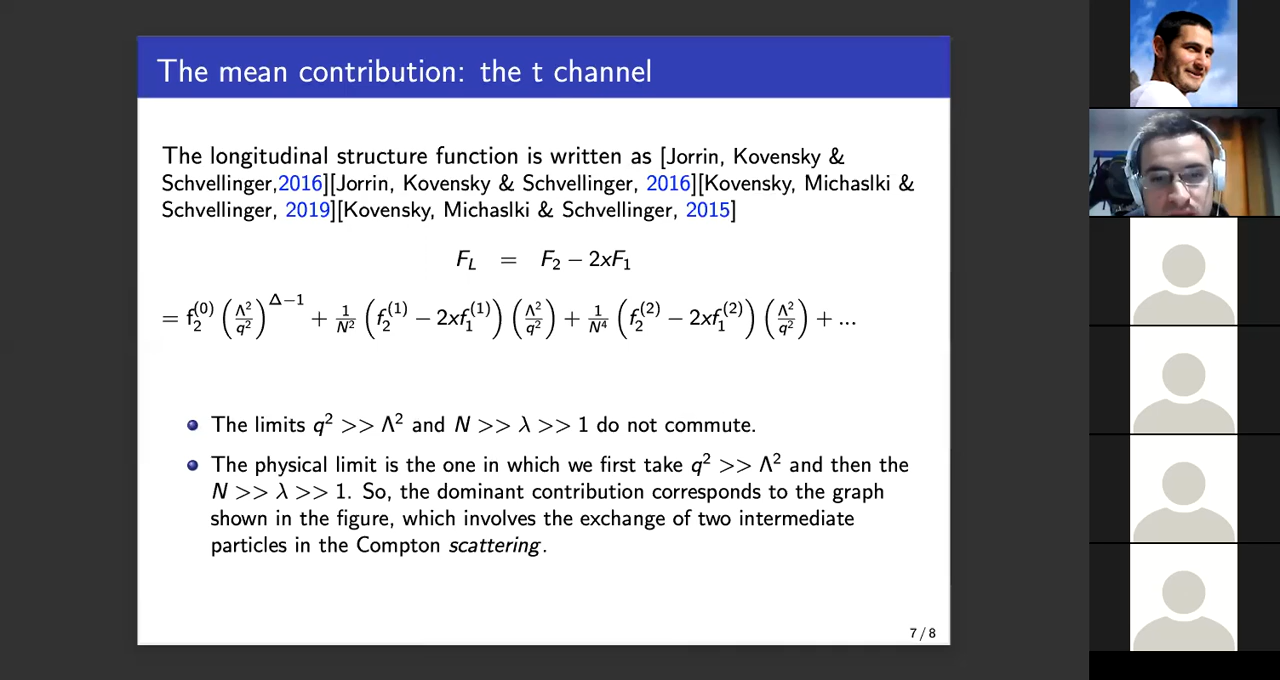 The mean contribution: the t channel
The longitudinal structure function is written as [Jorrin, Kovensky &
Schvellinger,2016][Jorrin, Kovensky & Schvellinger, 2016][Kovensky, Michaslki &
Schvellinger, 2019][Kovensky, Michaslki & Schvellinger, 2015]
F_L = F_2 − 2xF_1
= f_2^{(0)} (Λ^2/q^2)^{Δ−1} + 1/N^2 (f_2^{(1)} − 2xf_1^{(1)}) (Λ^2/q^2) + 1/N^4 (f_2^{(2)} − 2xf_1^{(2)}) (Λ^2/q^2) + ...
The limits q^2 >> Λ^2 and N >> λ >> 1 do not commute.
The physical limit is the one in which we first take q^2 >> Λ^2 and then the
N >> λ >> 1. So, the dominant contribution corresponds to the graph
shown in the figure, which involves the exchange of two intermediate
particles in the Compton scattering.
7 / 8